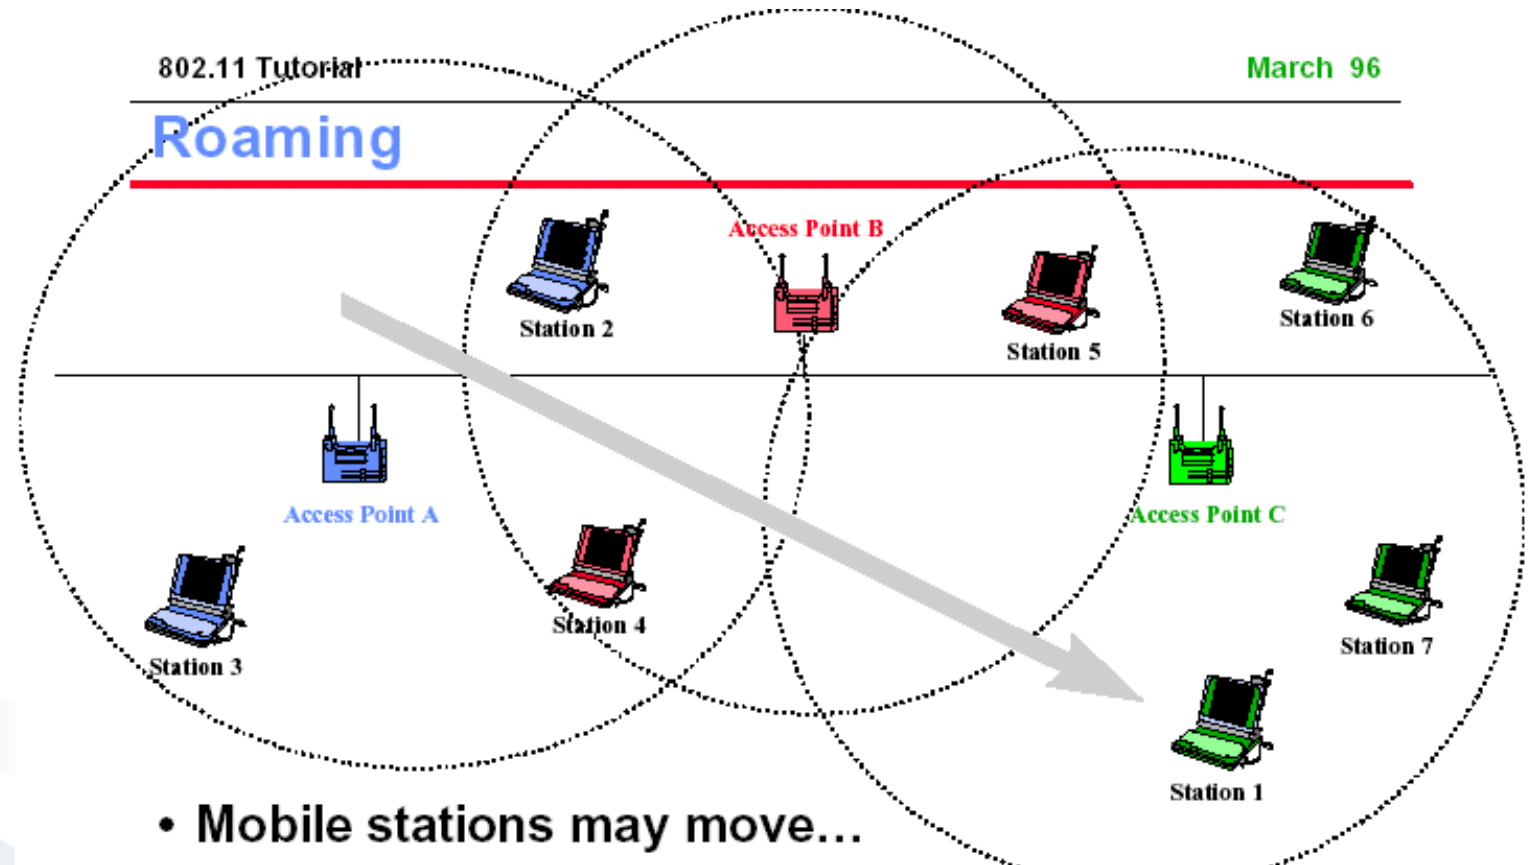 802.11 Tutorial
March 96
Roaming
Access Point B
Station 2
Station 5
Station 6
Access Point A
Access Point C
Station 3
Station 4
Station 7
Station 1
• Mobile stations may move...